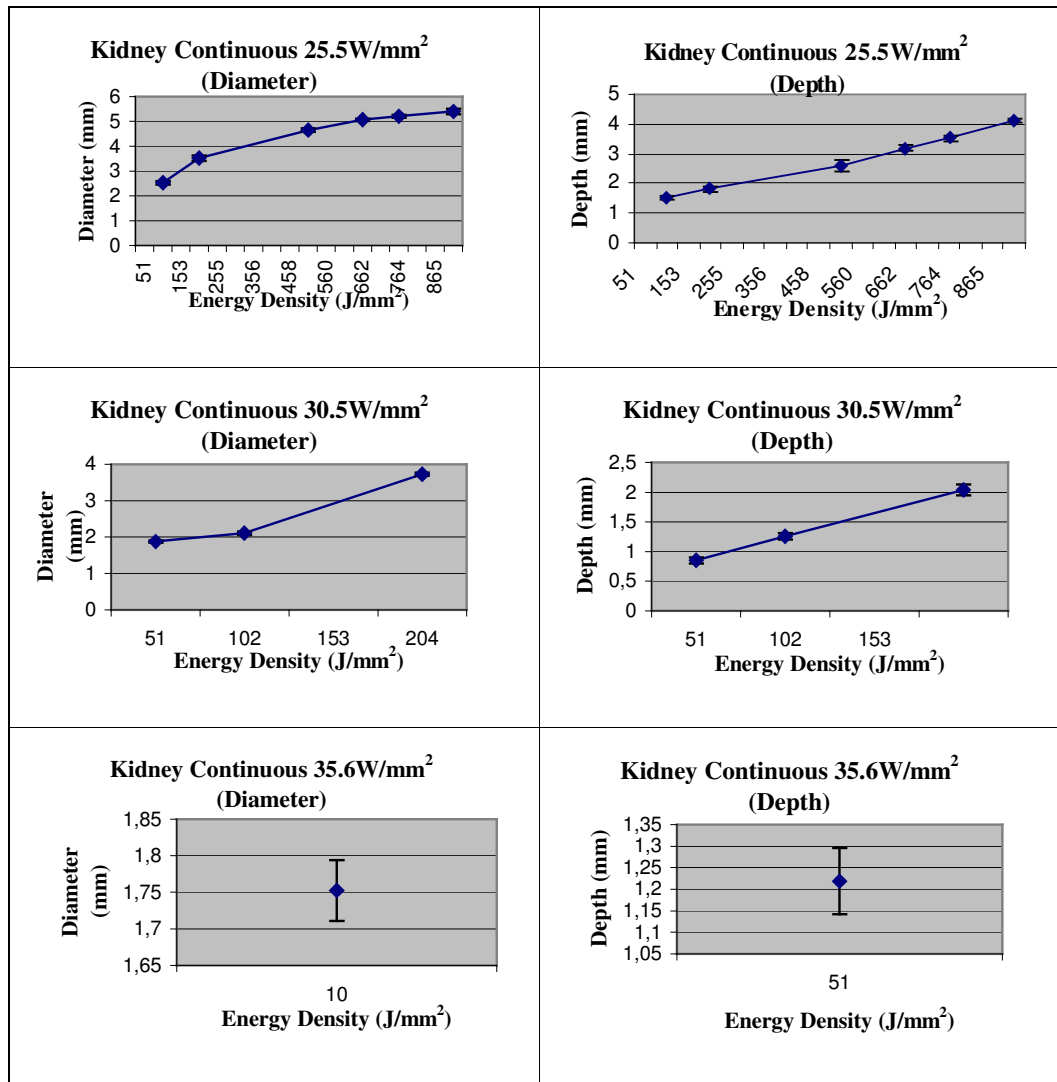 Kidney Continuous 25.5W/mm²
(Diameter)
Diameter (mm)
6
5
4
3
2
1
0
51
153
255
356
458
560
662
764
865
Energy Density (J/mm²)
Kidney Continuous 25.5W/mm²
(Depth)
Depth (mm)
5
4
3
2
1
0
51
153
255
356
458
560
662
764
865
Energy Density (J/mm²)
Kidney Continuous 30.5W/mm²
(Diameter)
Diameter
(mm)
4
3
2
1
0
51 102 153 204
Energy Density (J/mm²)
Kidney Continuous 30.5W/mm²
(Depth)
Depth (mm)
2,5
2
1,5
1
0,5
0
51 102 153
Energy Density (J/mm²)
Kidney Continuous 35.6W/mm²
(Diameter)
Diameter
(mm)
1,85
1,8
1,75
1,7
1,65
10
Energy Density (J/mm²)
Kidney Continuous 35.6W/mm²
(Depth)
Depth (mm)
1,35
1,3
1,25
1,2
1,15
1,1
1,05
51
Energy Density (J/mm²)